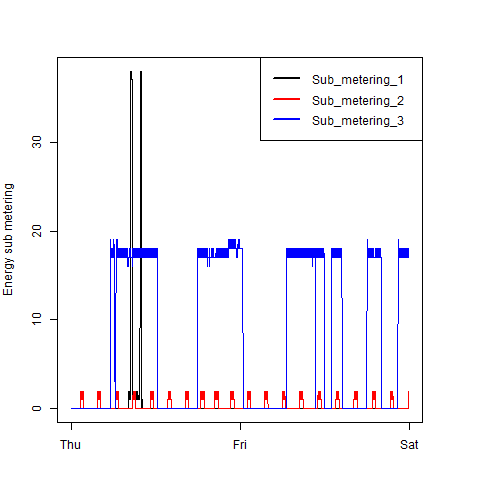 Sub_metering_1
Sub_metering_2
Sub_metering_3
Energy sub metering
30
20
10
0
Thu Fri Sat